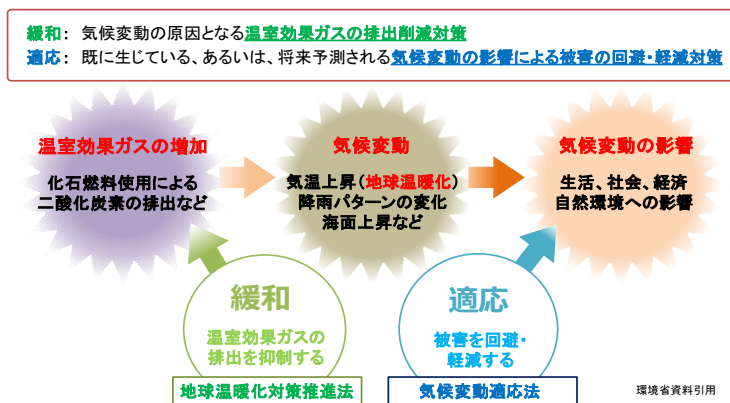 緩和： 気候変動の原因となる温室効果ガスの排出削減対策
適応： 既に生じている、あるいは、将来予測される気候変動の影響による被害の回避・軽減対策
温室効果ガスの増加
化石燃料使用による
二酸化炭素の排出など
気候変動
気温上昇（地球温暖化）
降雨パターンの変化
海面上昇など
気候変動の影響
生活、社会、経済
自然環境への影響
緩和
温室効果ガスの
排出を抑制する
地球温暖化対策推進法
適応
被害を回避・
軽減する
気候変動適応法
環境省資料引用